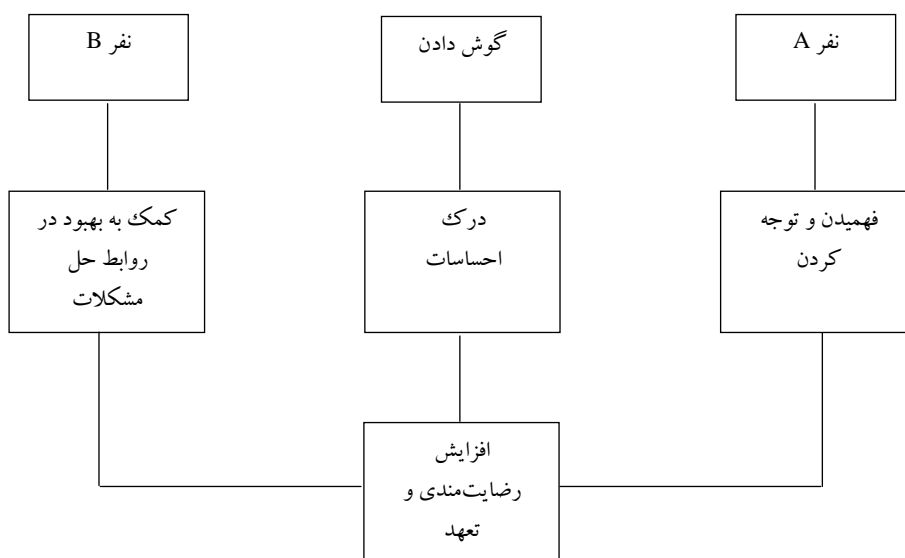 نفر A
گوش دادن
نفر B
فهمیدن و توجه
کردن
درک
احساسات
کمک به بهبود در
روابط حل
مشکلات
افزایش
رضایت‌مندی و
تعهد